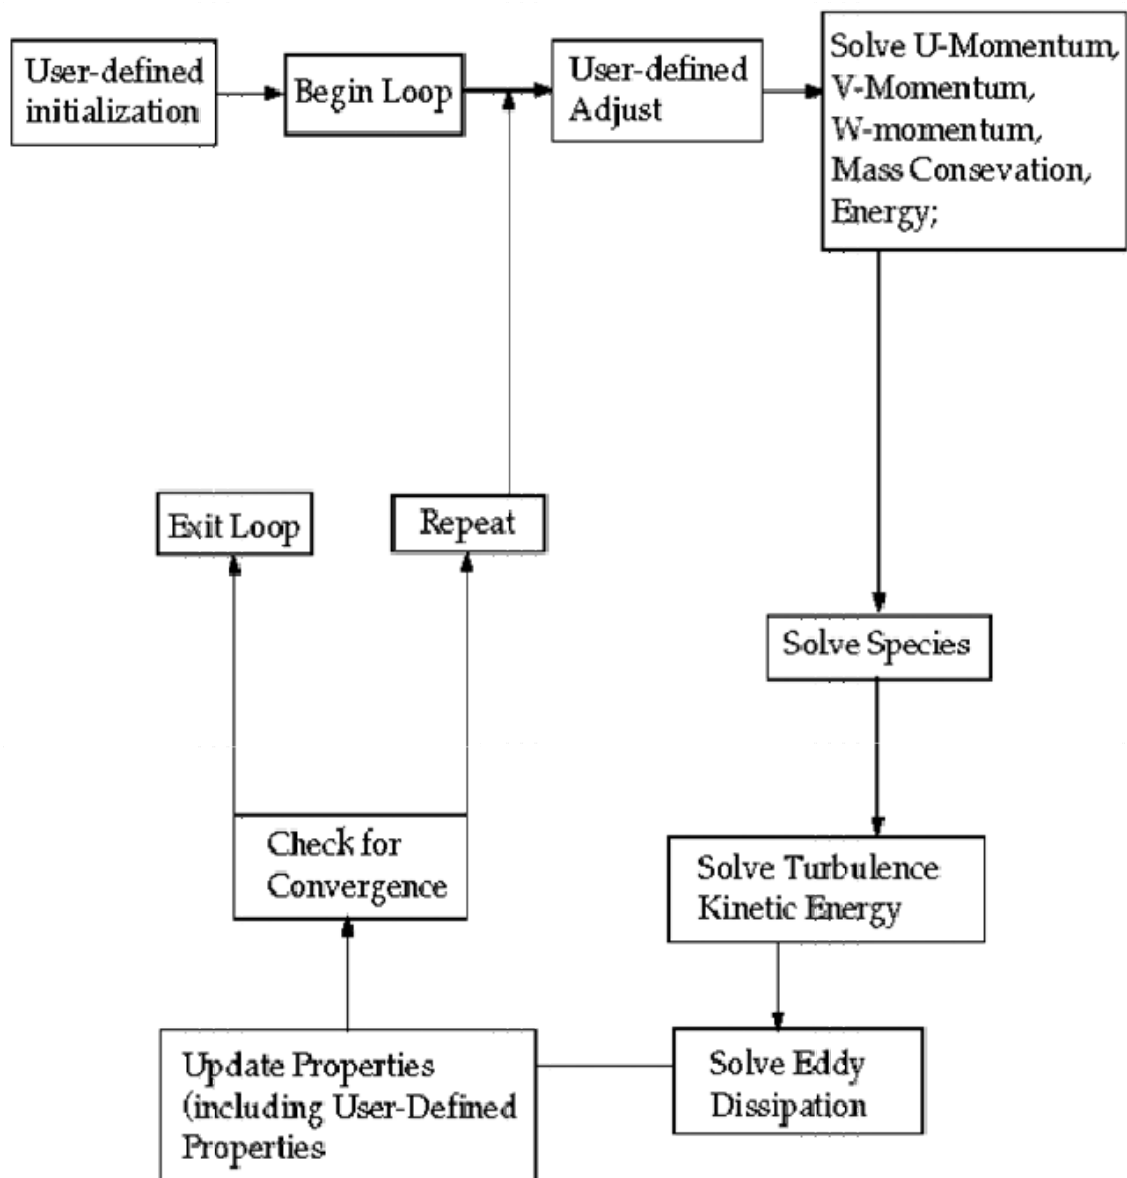 User-defined
initialization
Begin Loop
User-defined
Adjust
Solve U-Momentum,
V-Momentum,
W-momentum,
Mass Consevation,
Energy;
Solve Species
Solve Turbulence
Kinetic Energy
Solve Eddy
Dissipation
Update Properties
(including User-Defined
Properties
Check for
Convergence
Exit Loop
Repeat